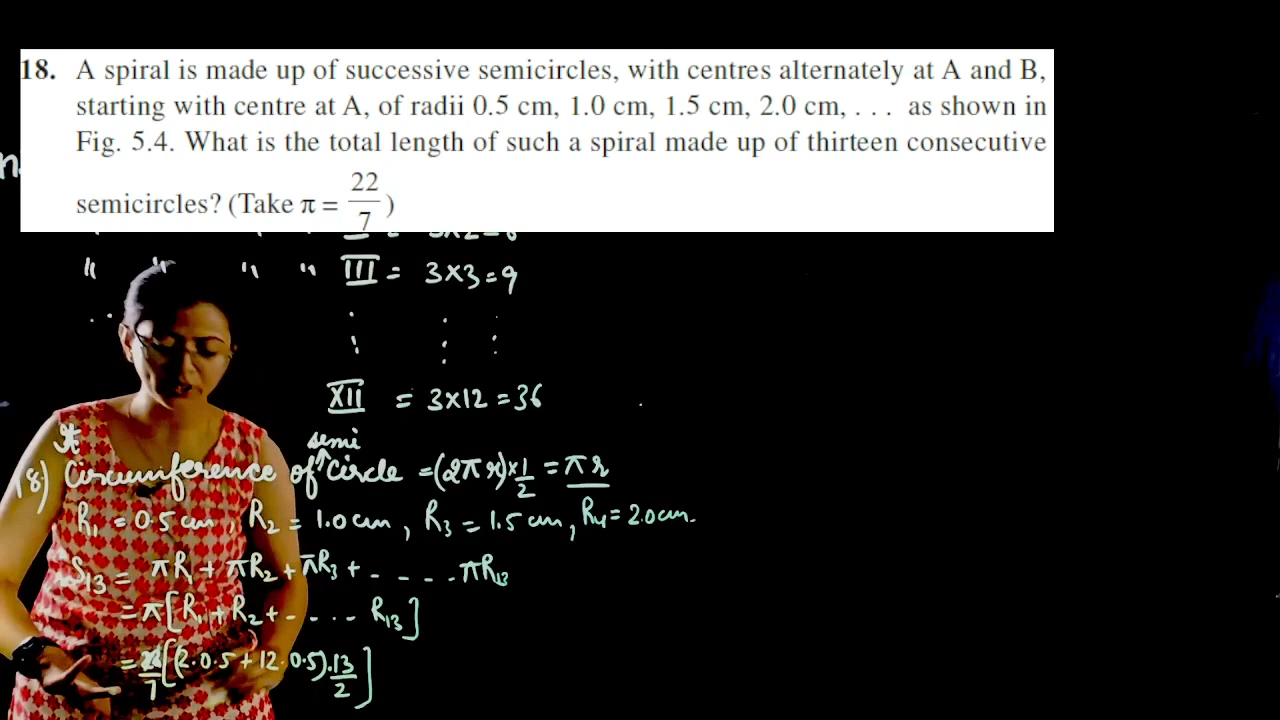 18. A spiral is made up of successive semicircles, with centres alternately at A and B,
starting with centre at A, of radii 0.5 cm, 1.0 cm, 1.5 cm, 2.0 cm, . . . as shown in
Fig. 5.4. What is the total length of such a spiral made up of thirteen consecutive
semicircles? (Take π = 22/7)
" " " " III = 3×3=9
XII = 3×12=36
semi
18) Circumference of ↑ circle = (2πr)×1/2 = πr
R₁ = 0.5 cm, R₂ = 1.0 cm, R₃ = 1.5 cm, R₄ = 2.0 cm.
S₁₃ = πR₁ + πR₂ + πR₃ + - - - - πR₁₃
= π[R₁+R₂+ - . . . R₁₃]
= 22/7[(2·0.5+12·0.5)·13/2]